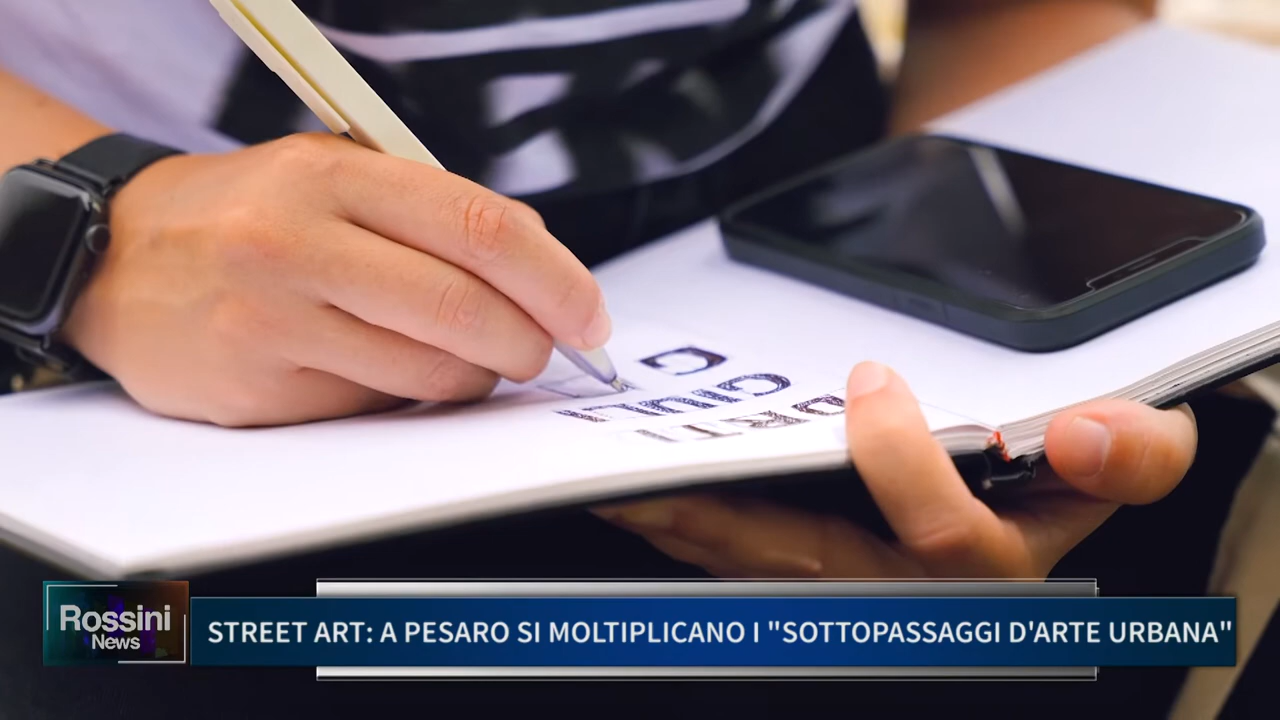 Rossini
News
STREET ART: A PESARO SI MOLTIPLICANO I "SOTTOPASSAGGI D'ARTE URBANA"